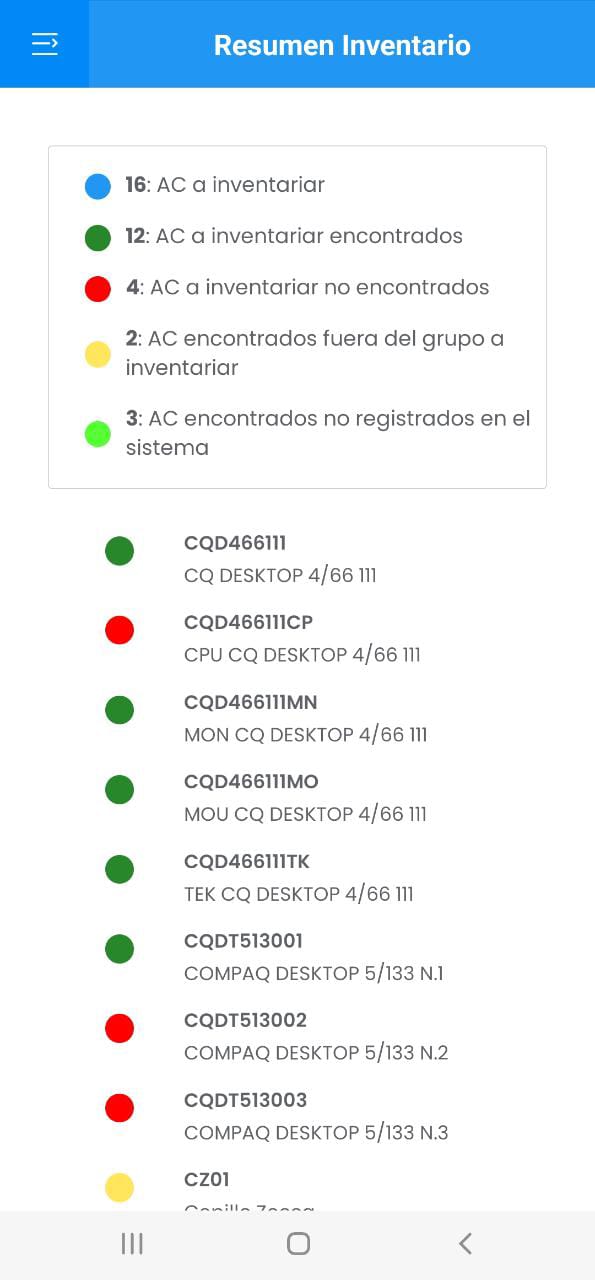 Resumen Inventario
16: AC a inventariar
12: AC a inventariar encontrados
4: AC a inventariar no encontrados
2: AC encontrados fuera del grupo a
inventariar
3: AC encontrados no registrados en el
sistema
CQD466111
CQ DESKTOP 4/66 111
CQD466111CP
CPU CQ DESKTOP 4/66 111
CQD466111MN
MON CQ DESKTOP 4/66 111
CQD466111MO
MOU CQ DESKTOP 4/66 111
CQD466111TK
TEK CQ DESKTOP 4/66 111
CQDT513001
COMPAQ DESKTOP 5/133 N.1
CQDT513002
COMPAQ DESKTOP 5/133 N.2
CQDT513003
COMPAQ DESKTOP 5/133 N.3
CZ01